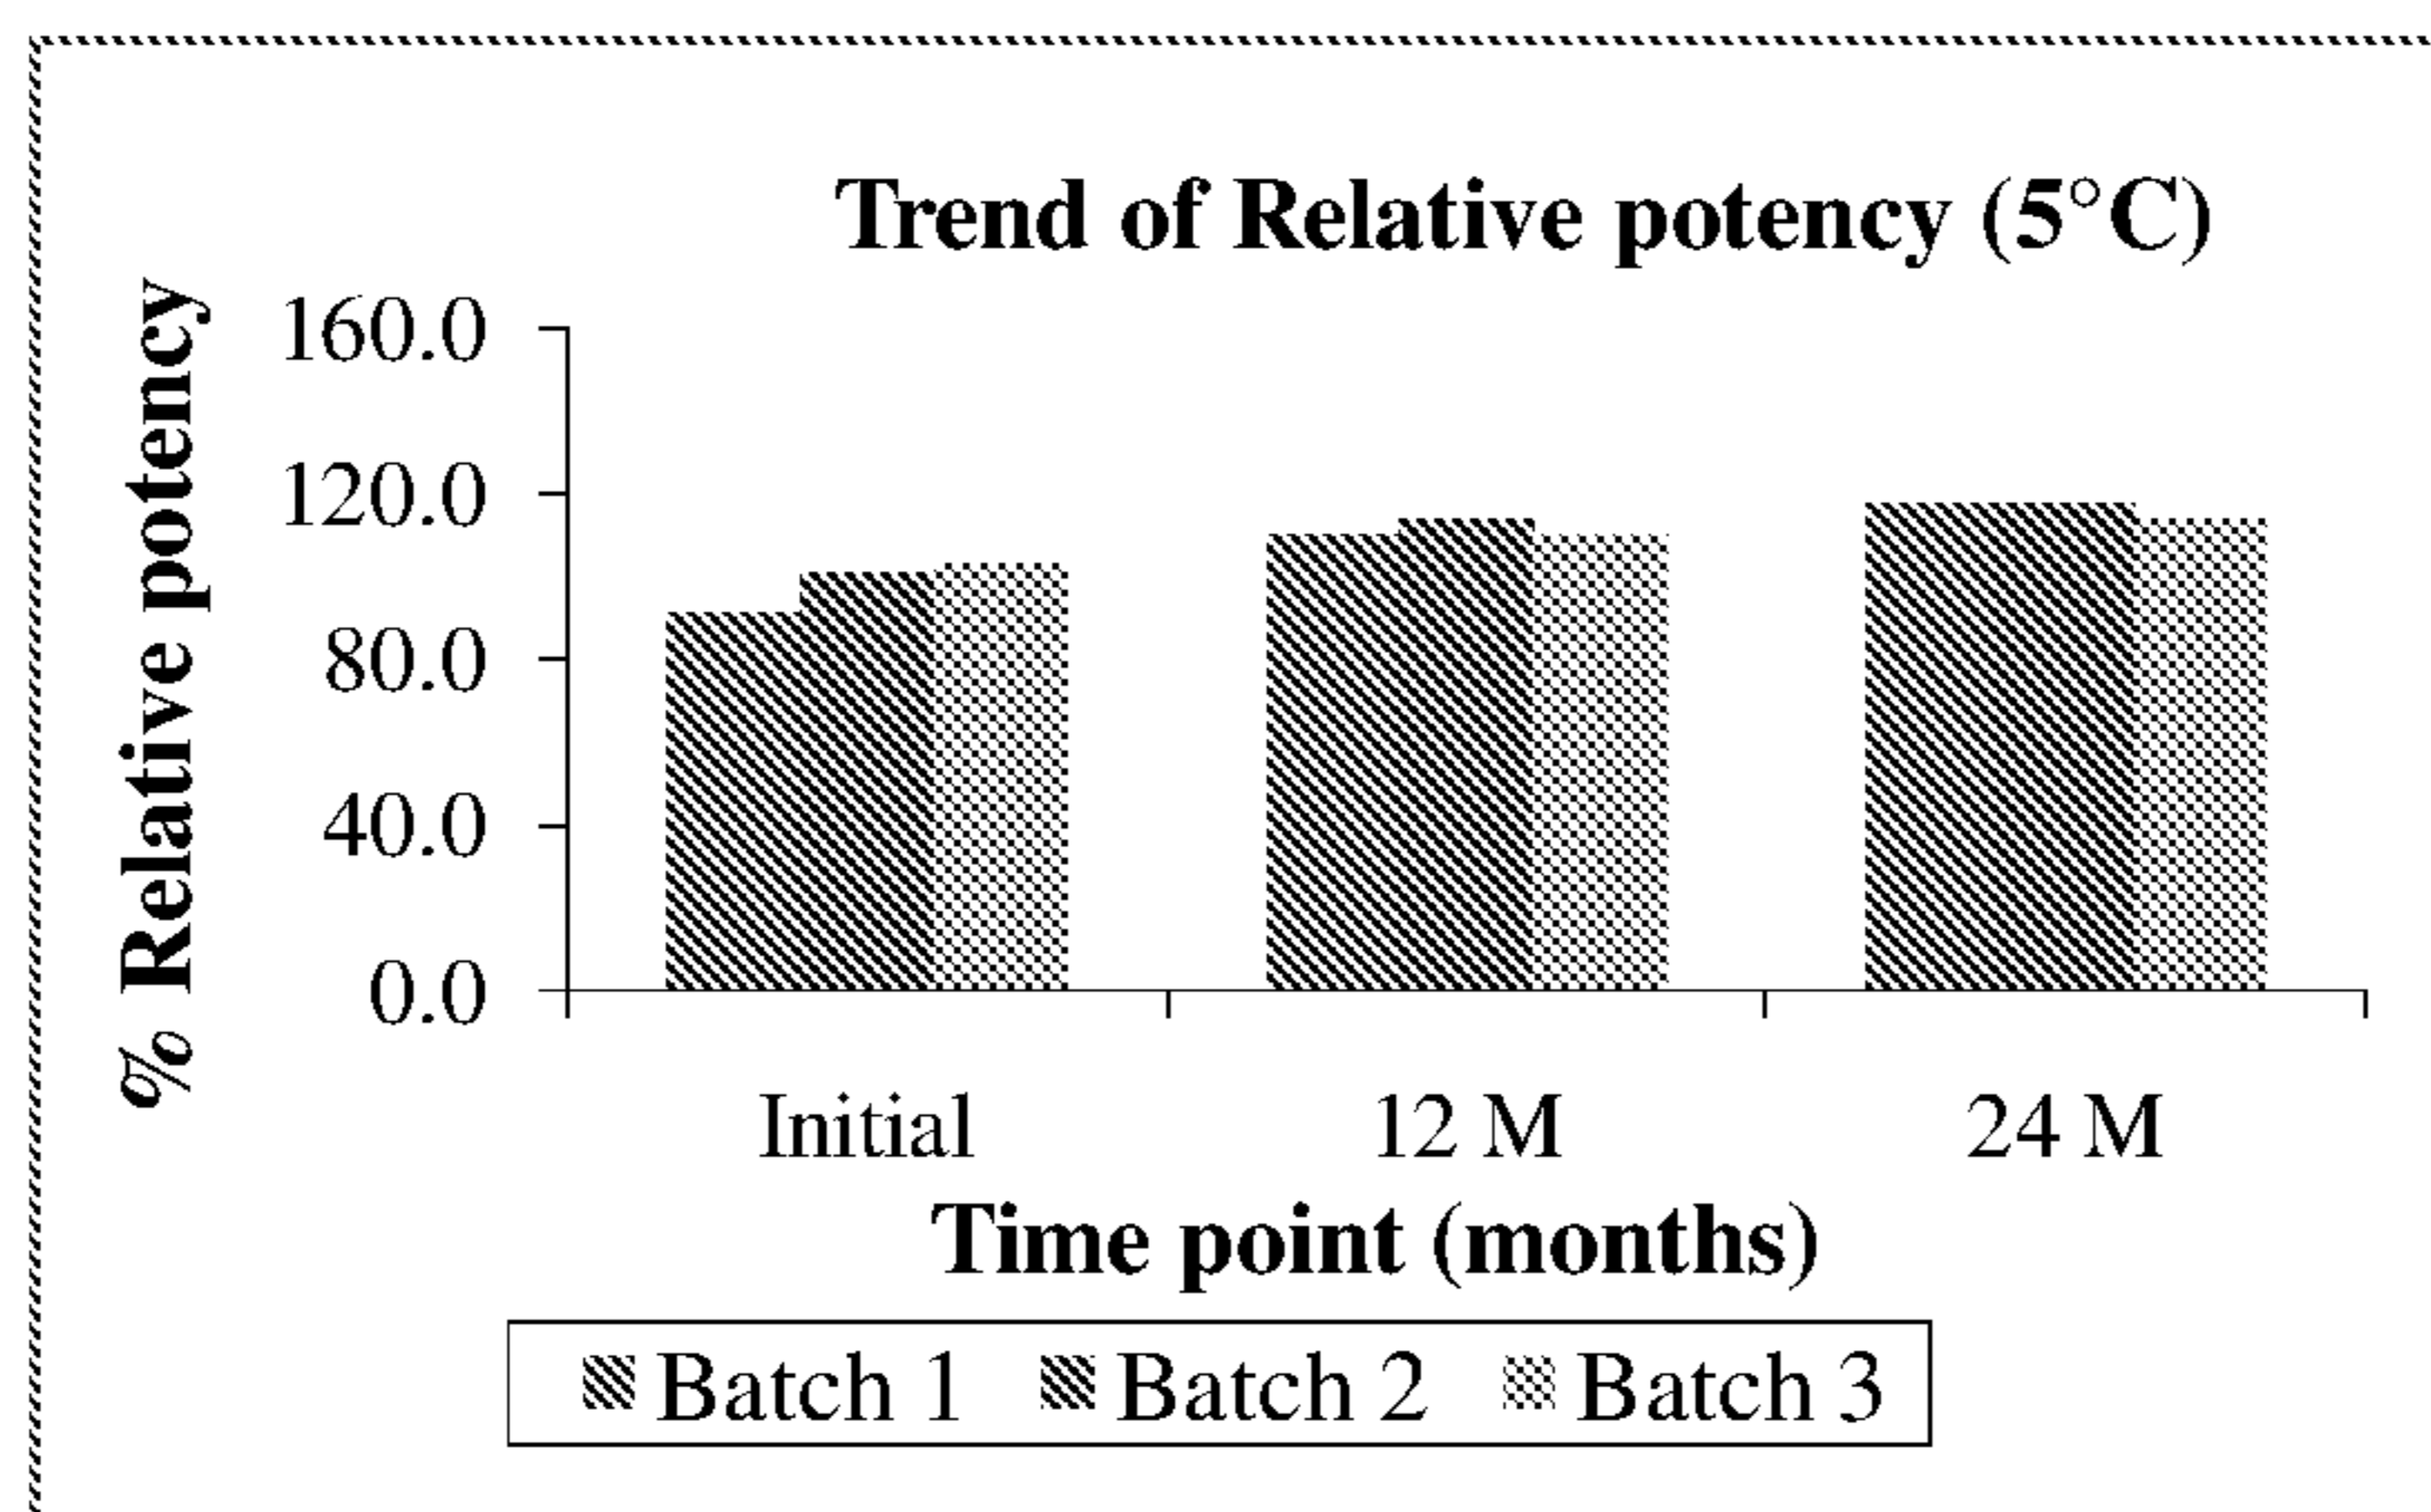 Trend of Relative potency (5°C)
% Relative potency
160.0
120.0
80.0
40.0
0.0
Initial 12 M 24 M
Time point (months)
Batch 1 Batch 2 Batch 3